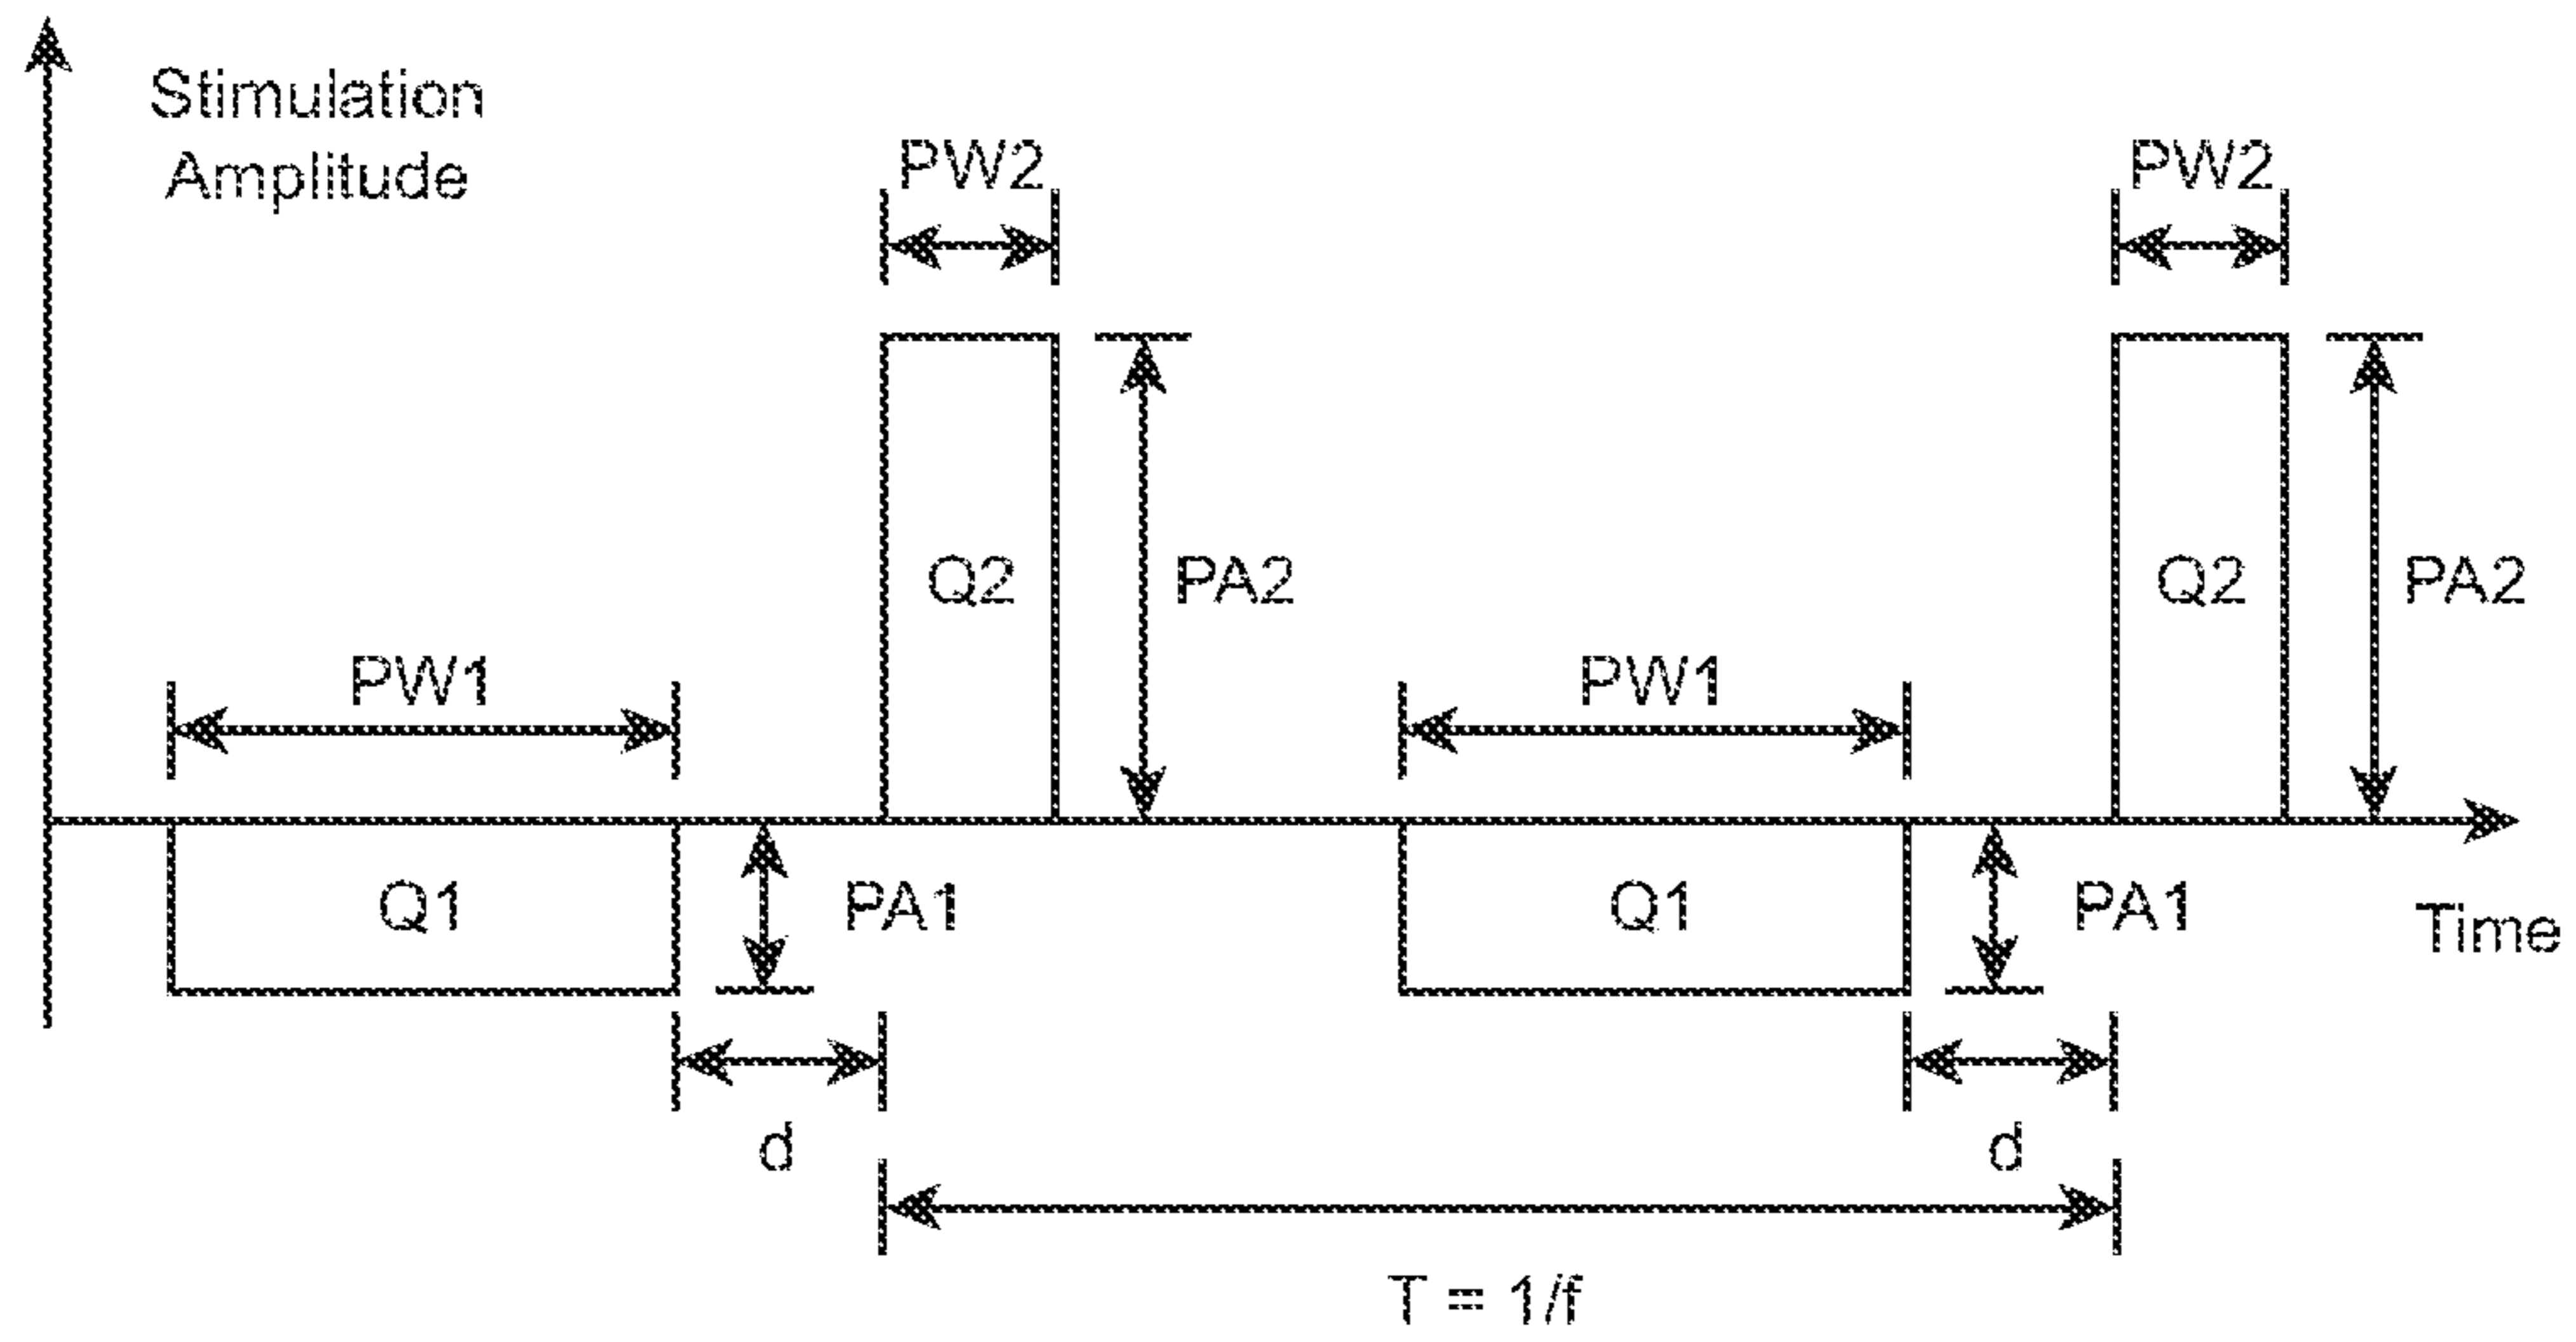 Stimulation
Amplitude
PW2
PW2
Q2
PA2
Q2
PA2
PW1
PW1
Q1
PA1
Q1
PA1
Time
d
d
T = 1/f